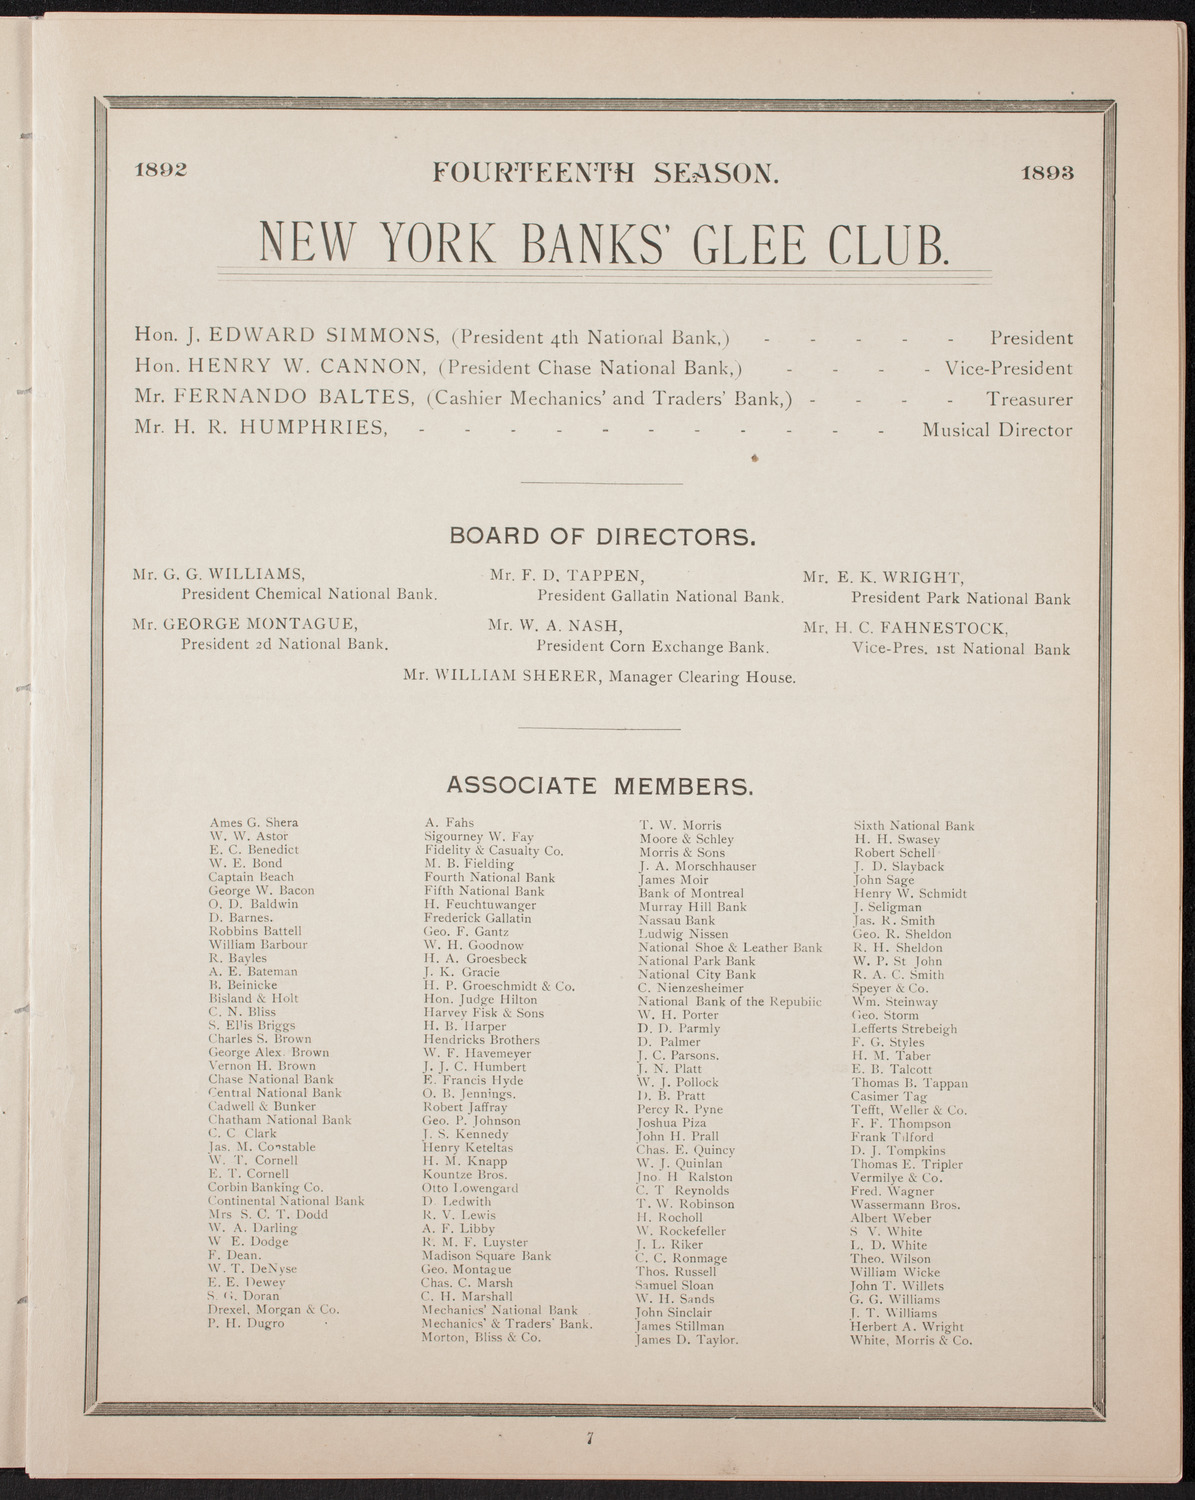 1892 FOURTEENTH SEASON. 1893
NEW YORK BANKS' GLEE CLUB.
Hon. J. EDWARD SIMMONS, (President 4th National Bank,) - - - - - President
Hon. HENRY W. CANNON, (President Chase National Bank,) - - - - Vice-President
Mr. FERNANDO BALTES, (Cashier Mechanics' and Traders' Bank,) - - - - Treasurer
Mr. H. R. HUMPHRIES, - - - - - - - - - - - Musical Director
BOARD OF DIRECTORS.
Mr. G. G. WILLIAMS,
President Chemical National Bank.
Mr. F. D. TAPPEN,
President Gallatin National Bank.
Mr. E. K. WRIGHT,
President Park National Bank
Mr. GEORGE MONTAGUE,
President 2d National Bank.
Mr. W. A. NASH,
President Corn Exchange Bank.
Mr. H. C. FAHNESTOCK,
Vice-Pres. 1st National Bank
Mr. WILLIAM SHERER, Manager Clearing House.
ASSOCIATE MEMBERS.
Ames G. Shera
W. W. Astor
E. C. Benedict
W. E. Bond
Captain Beach
George W. Bacon
O. D. Baldwin
D. Barnes.
Robbins Battell
William Barbour
R. Bayles
A. E. Bateman
B. Beinicke
Bisland & Holt
C. N. Bliss
S. Ellis Briggs
Charles S. Brown
George Alex. Brown
Vernon H. Brown
Chase National Bank
Central National Bank
Cadwell & Bunker
Chatham National Bank
C. C. Clark
Jas. M. Constable
W. T. Cornell
E. T. Cornell
Corbin Banking Co.
Continental National Bank
Mrs S. C. T. Dodd
W. A. Darling
W E. Dodge
F. Dean.
W. T. DeNyse
E. E. Dewey
S. G. Doran
Drexel, Morgan & Co.
P. H. Dugro
A. Fahs
Sigourney W. Fay
Fidelity & Casualty Co.
M. B. Fielding
Fourth National Bank
Fifth National Bank
H. Feuchtuwanger
Frederick Gallatin
Geo. F. Gantz
W. H. Goodnow
H. A. Groesbeck
J. K. Gracie
H. P. Groeschmidt & Co.
Hon. Judge Hilton
Harvey Fisk & Sons
H. B. Harper
Hendricks Brothers
W. F. Havemeyer
J. J. C. Humbert
E. Francis Hyde
O. B. Jennings.
Robert Jaffray
Geo. P. Johnson
J. S. Kennedy
Henry Keteltas
H. M. Knapp
Kountze Bros.
Otto Lowengard
D. Ledwith
R. V. Lewis
A. F. Libby
R. M. F. Luyster
Madison Square Bank
Geo. Montague
Chas. C. Marsh
C. H. Marshall
Mechanics' National Bank
Mechanics' & Traders' Bank.
Morton, Bliss & Co.
T. W. Morris
Moore & Schley
Morris & Sons
J. A. Morschhauser
James Moir
Bank of Montreal
Murray Hill Bank
Nassau Bank
Ludwig Nissen
National Shoe & Leather Bank
National Park Bank
National City Bank
C. Nienzesheimer
National Bank of the Republic
W. H. Porter
D. D. Parmly
D. Palmer
J. C. Parsons.
J. N. Platt
W. J. Pollock
D. B. Pratt
Percy R. Pyne
Joshua Piza
John H. Prall
Chas. E. Quincy
W. J. Quinlan
Jno. H Ralston
C. T Reynolds
T. W. Robinson
H. Rocholl
W. Rockefeller
J. L. Riker
C. C. Ronmage
Thos. Russell
Samuel Sloan
W. H. Sands
John Sinclair
James Stillman
James D. Taylor.
Sixth National Bank
H. H. Swasey
Robert Schell
J. D. Slayback
John Sage
Henry W. Schmidt
J. Seligman
Jas. R. Smith
Geo. R. Sheldon
R. H. Sheldon
W. P. St John
R. A. C. Smith
Speyer & Co.
Wm. Steinway
Geo. Storm
Lefferts Strebeigh
F. G. Styles
H. M. Taber
E. B. Talcott
Thomas B. Tappan
Casimer Tag
Tefft, Weller & Co.
F. F. Thompson
Frank Tilford
D. J. Tompkins
Thomas E. Tripler
Vermilye & Co.
Fred. Wagner
Wassermann Bros.
Albert Weber
S V. White
L. D. White
Theo. Wilson
William Wicke
John T. Willets
G. G. Williams
J. T. Williams
Herbert A. Wright
White, Morris & Co.
7